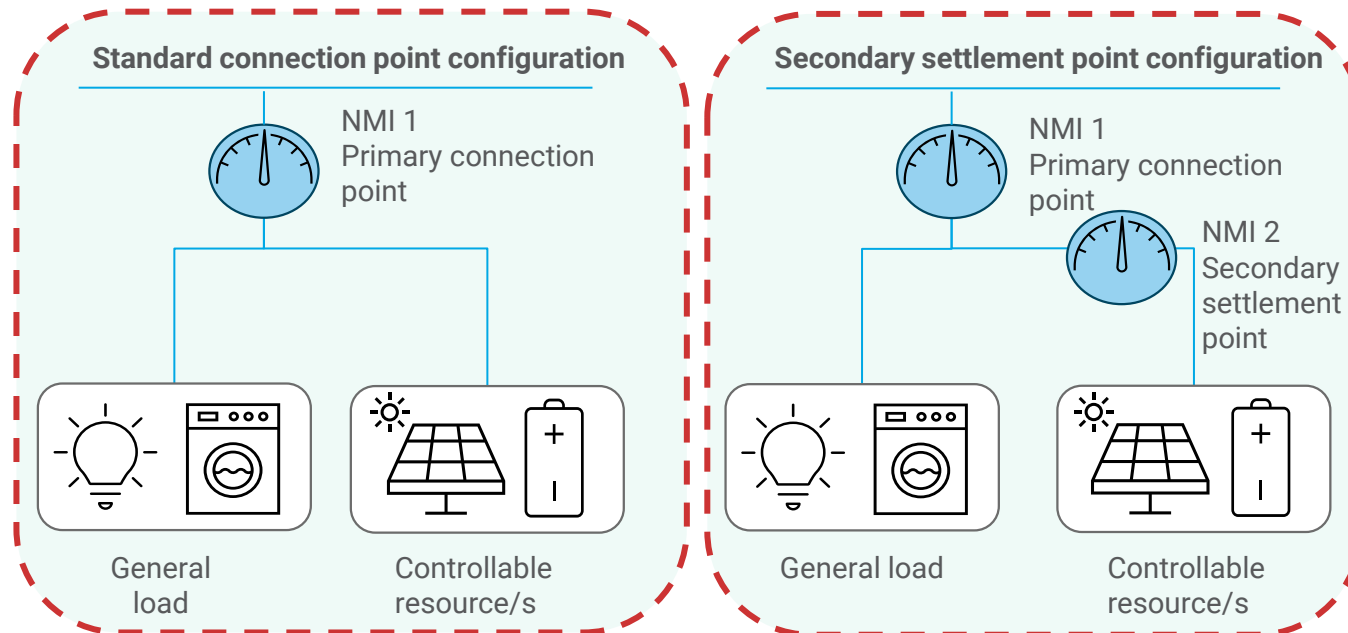 Standard connection point configuration
NMI 1
Primary connection
point
General
load
Controllable
resource/s
Secondary settlement point configuration
NMI 1
Primary connection
point
NMI 2
Secondary
settlement
point
General load
Controllable
resource/s